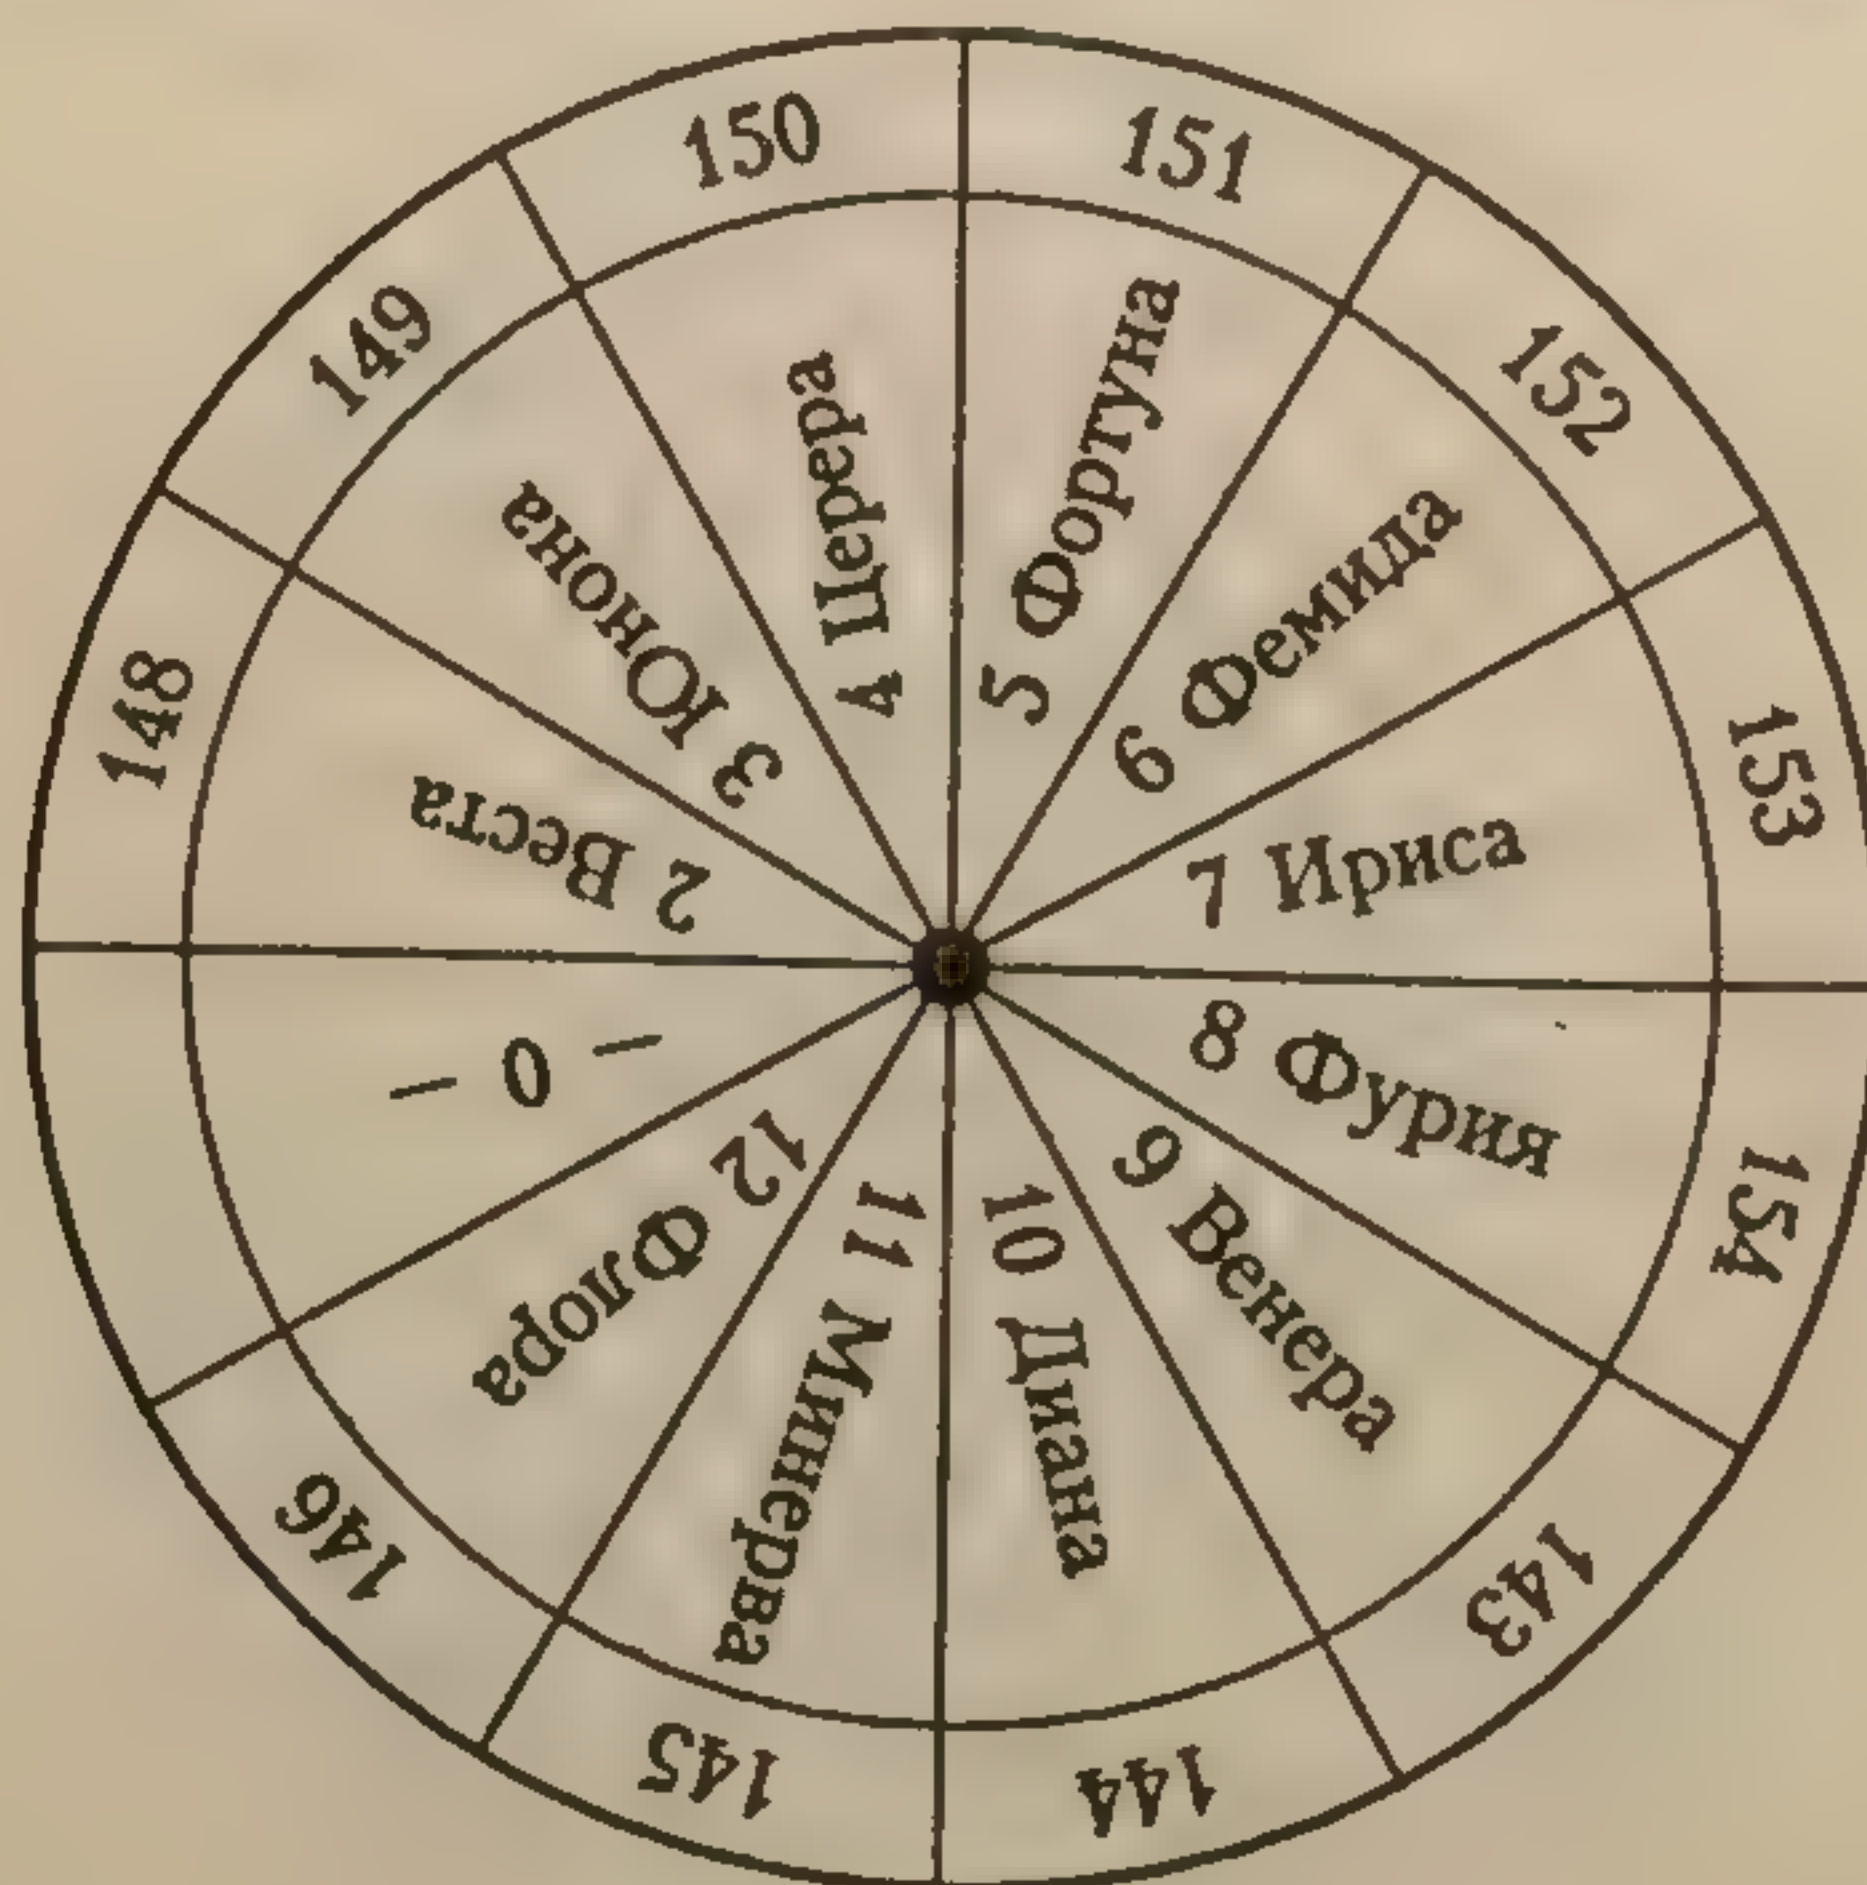 148
149
150
151
152
153
154
143
144
145
146
2 Веста
3 Юнона
4 Церера
5 Фортуна
6 Фемида
7 Ириса
8 Фурия
9 Венера
10 Диана
11 Минерва
12 Флора
— 0 —